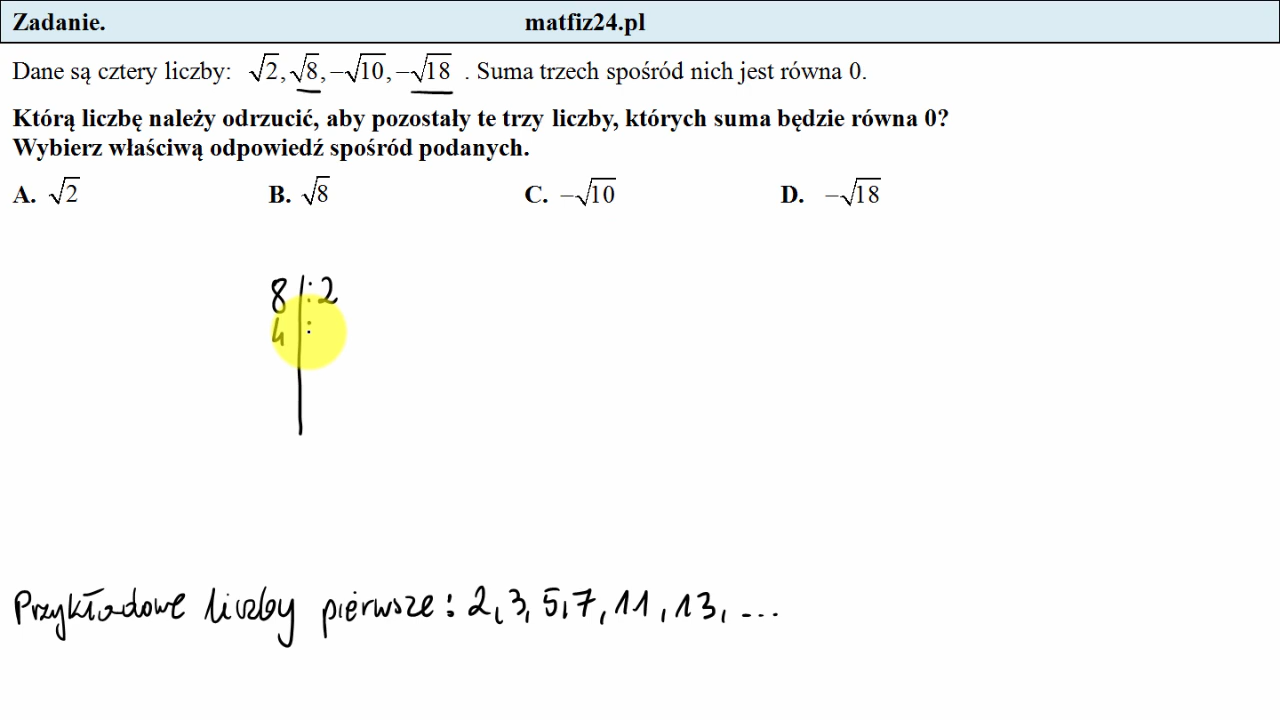 Zadanie. matfiz24.pl
Dane są cztery liczby: √2, √8, −√10, −√18 . Suma trzech spośród nich jest równa 0.
Którą liczbę należy odrzucić, aby pozostały te trzy liczby, których suma będzie równa 0?
Wybierz właściwą odpowiedź spośród podanych.
A. √2 B. √8 C. −√10 D. −√18
8 | : 2
4 | :
Przykładowe liczby pierwsze: 2, 3, 5, 7, 11, 13, ...